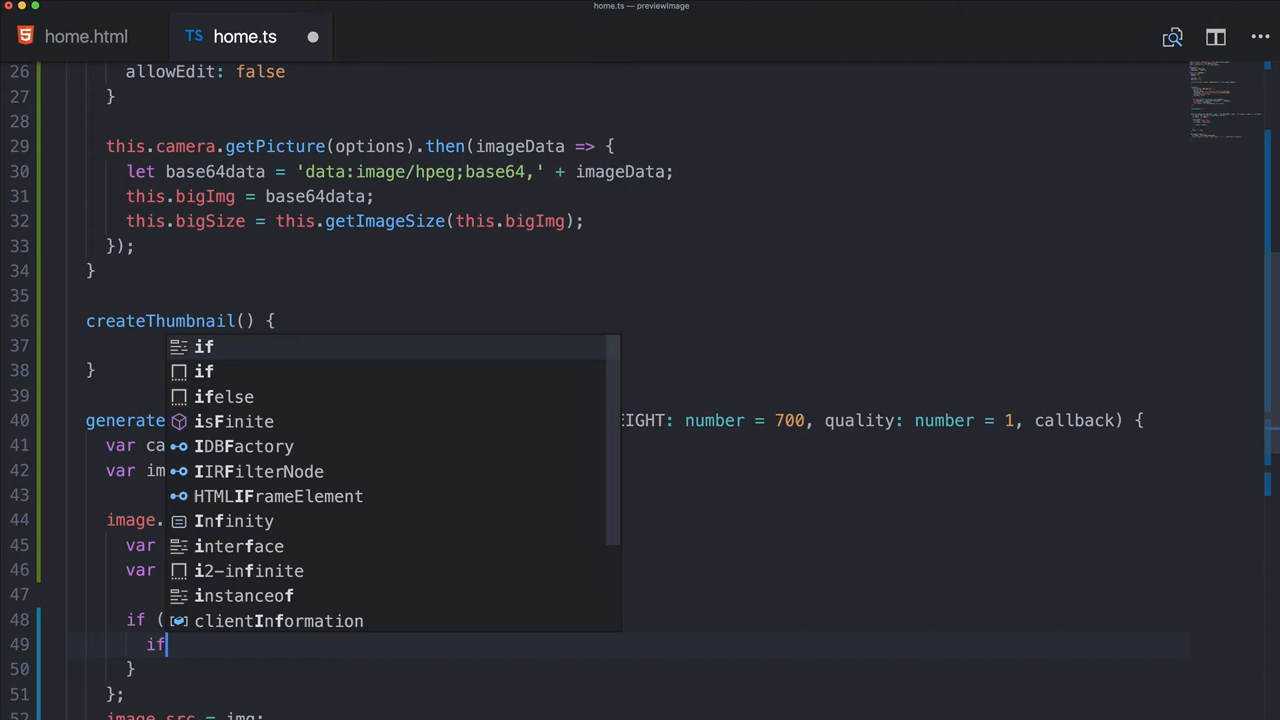 home.ts — previewImage
home.html TS home.ts
26 allowEdit: false
27 }
28
29 this.camera.getPicture(options).then(imageData => {
30 let base64data = 'data:image/hpeg;base64,' + imageData;
31 this.bigImg = base64data;
32 this.bigSize = this.getImageSize(this.bigImg);
33 });
34 }
35
36 createThumbnail() {
37
38 }
39
40 generate EIGHT: number = 700, quality: number = 1, callback) {
41 var ca
42 var im
43
44 image.
45 var
46 var
47
48 if (
49 if
50 }
51 };
52 image.src = img;
if
if
ifelse
isFinite
IDBFactory
IIRFilterNode
HTMLIFrameElement
Infinity
interface
i2-infinite
instanceof
clientInformation